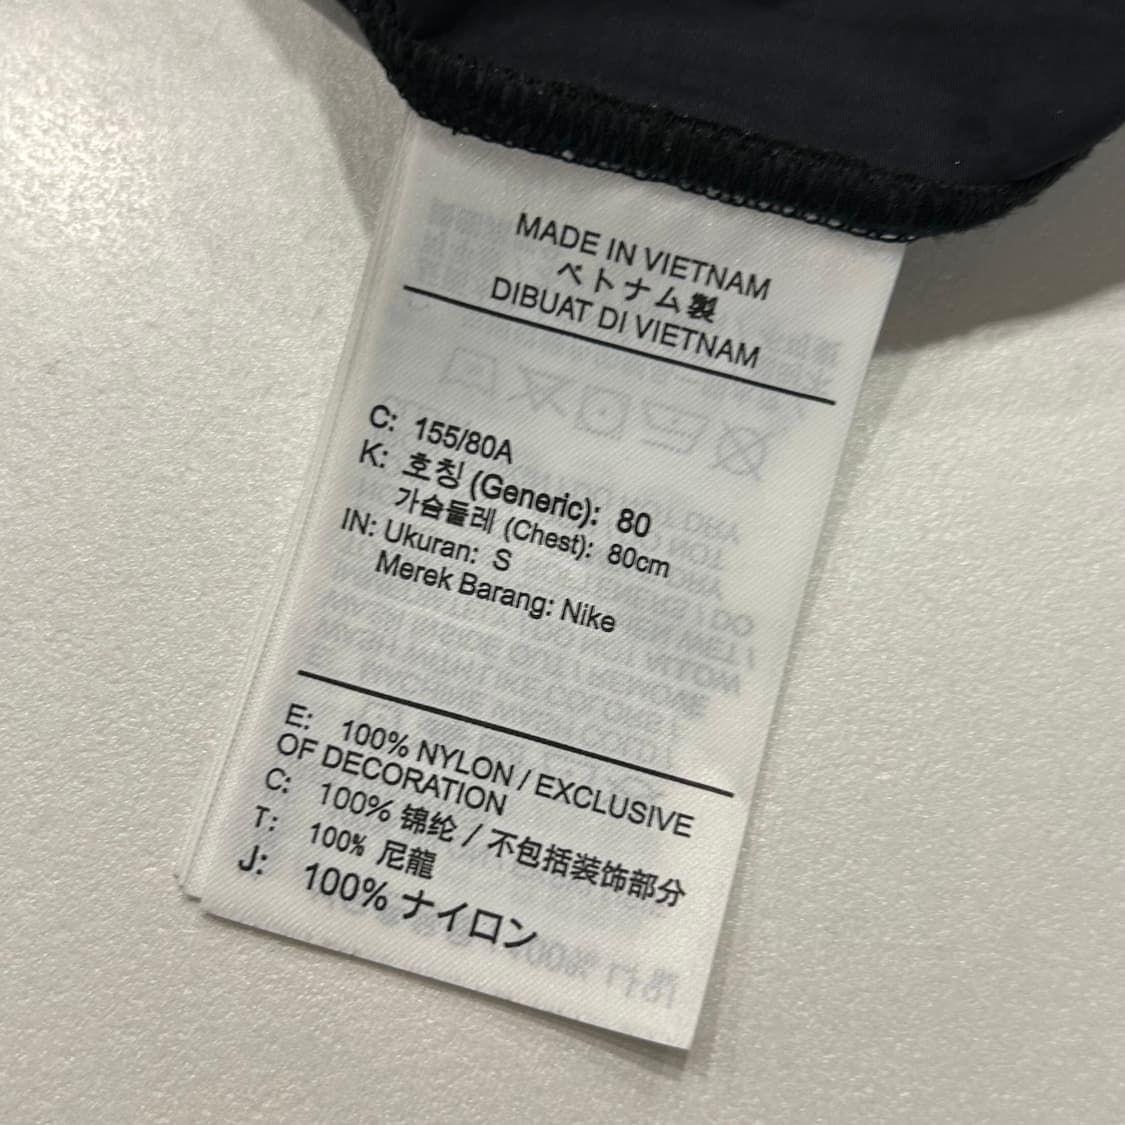 MADE IN VIETNAM
ベトナム製
DIBUAT DI VIETNAM
C: 155/80A
K: 호칭 (Generic): 80
가슴둘레 (Chest): 80cm
IN: Ukuran: S
Merek Barang: Nike
E: 100% NYLON / EXCLUSIVE
OF DECORATION
C: 100% 锦纶 / 不包括装饰部分
T: 100% 尼龍
J: 100% ナイロン